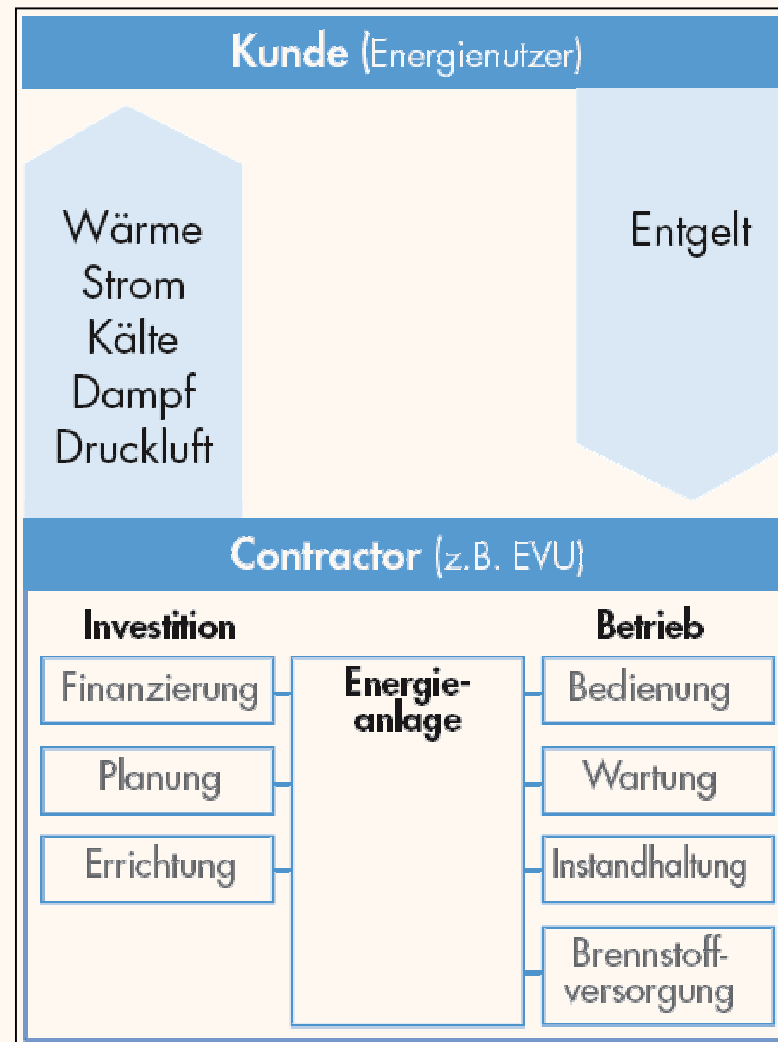 Kunde (Energienutzer)
Wärme
Strom
Kälte
Dampf
Druckluft
Entgelt
Contractor (z.B. EVU)
Investition
Finanzierung
Planung
Errichtung
Energie-
anlage
Betrieb
Bedienung
Wartung
Instandhaltung
Brennstoff-
versorgung